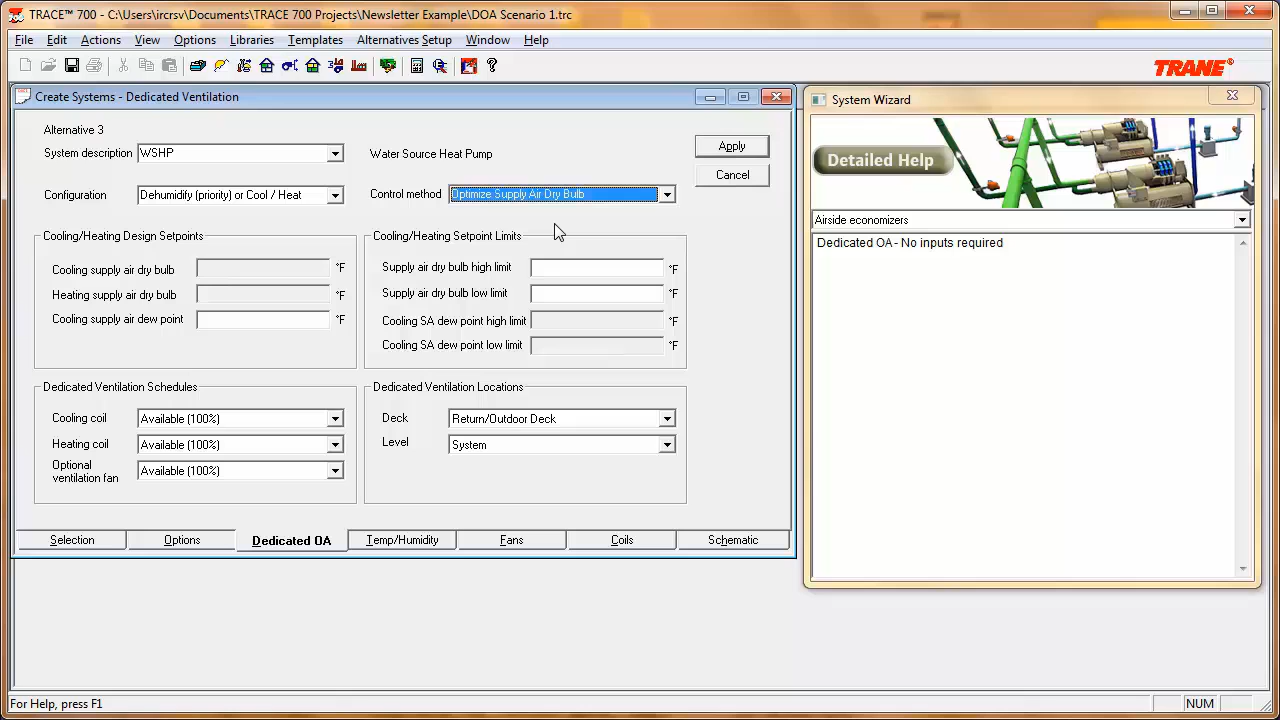 TRACE™ 700 - C:\Users\ircrsv\Documents\TRACE 700 Projects\Newsletter Example\DOA Scenario 1.trc
File Edit Actions View Options Libraries Templates Alternatives Setup Window Help
TRANE®
Create Systems - Dedicated Ventilation
Alternative 3
System description WSHP
Water Source Heat Pump
Apply
Cancel
Configuration Dehumidify (priority) or Cool / Heat
Control method Optimize Supply Air Dry Bulb
Cooling/Heating Design Setpoints
Cooling supply air dry bulb °F
Heating supply air dry bulb °F
Cooling supply air dew point °F
Cooling/Heating Setpoint Limits
Supply air dry bulb high limit °F
Supply air dry bulb low limit °F
Cooling SA dew point high limit °F
Cooling SA dew point low limit °F
Dedicated Ventilation Schedules
Cooling coil Available (100%)
Heating coil Available (100%)
Optional
ventilation fan Available (100%)
Dedicated Ventilation Locations
Deck Return/Outdoor Deck
Level System
Selection Options Dedicated OA Temp/Humidity Fans Coils Schematic
System Wizard
Detailed Help
Airside economizers
Dedicated OA - No inputs required
For Help, press F1
NUM